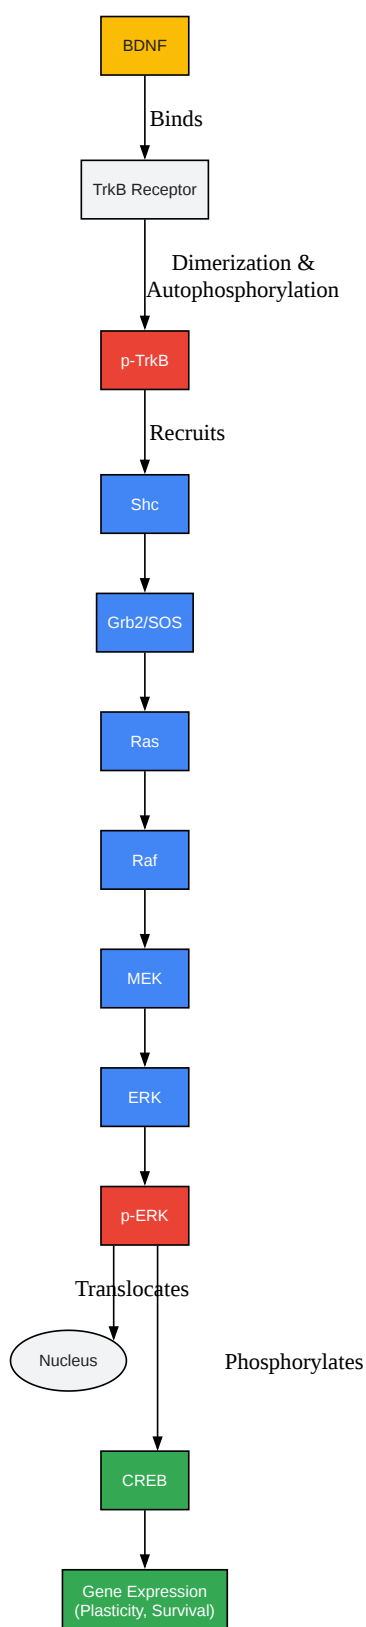 BDNF
Binds
TrkB Receptor
Dimerization &
Autophosphorylation
p-TrkB
Recruits
Shc
Grb2/SOS
Ras
Raf
MEK
ERK
p-ERK
Translocates
Nucleus
Phosphorylates
CREB
Gene Expression
(Plasticity, Survival)